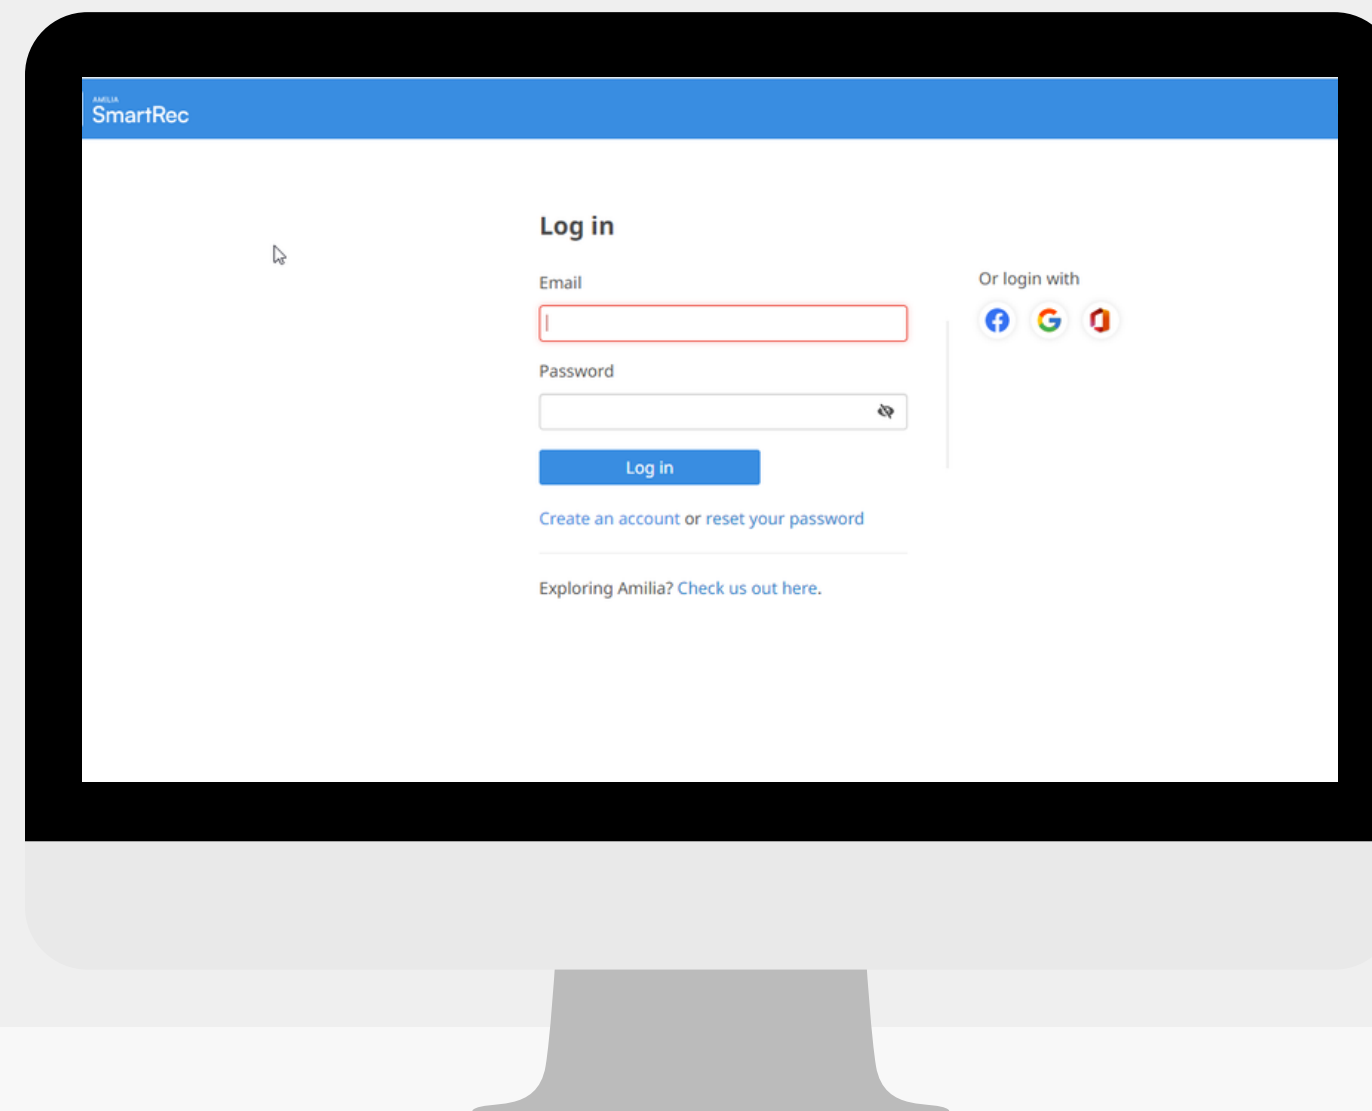 AMILIA
SmartRec
Log in
Email
Or login with
Password
Log in
Create an account or reset your password
Exploring Amilia? Check us out here.